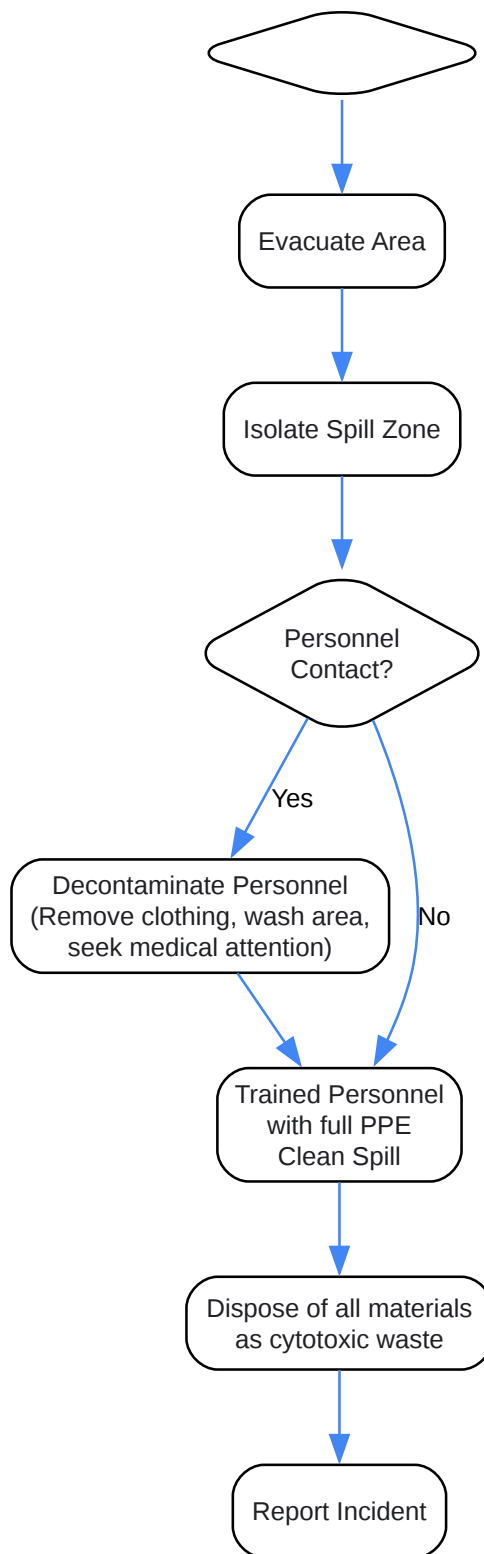 Evacuate Area
Isolate Spill Zone
Personnel
Contact?
Yes
Decontaminate Personnel
(Remove clothing, wash area,
seek medical attention)
No
Trained Personnel
with full PPE
Clean Spill
Dispose of all materials
as cytotoxic waste
Report Incident